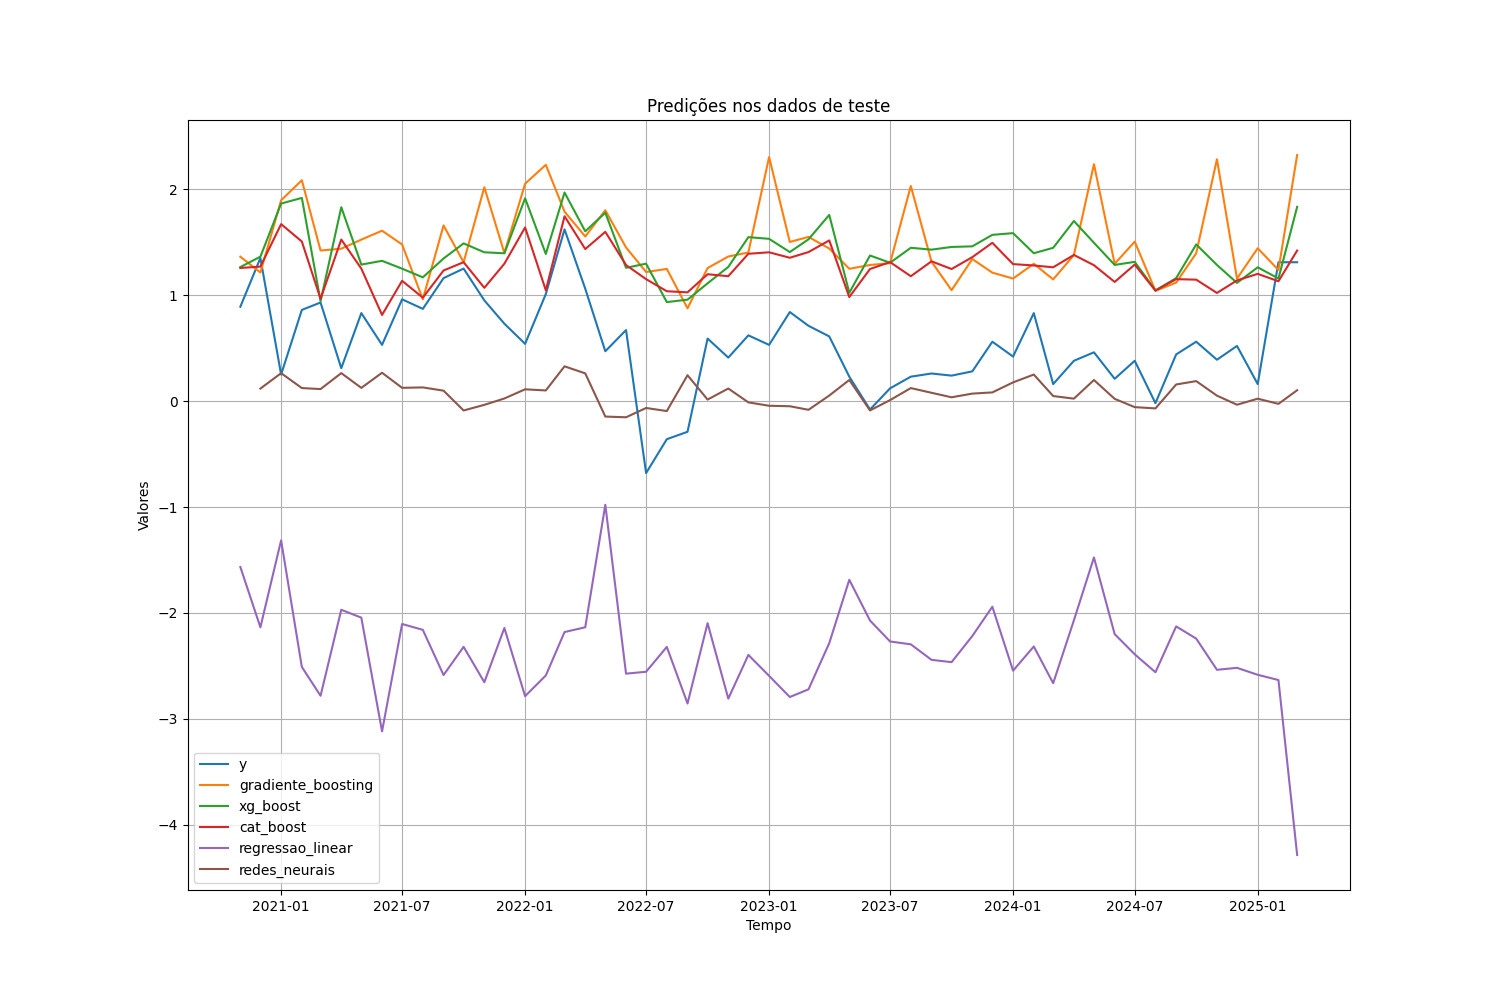 Predições nos dados de teste
Valores
2
1
0
−1
−2
−3
−4
y
gradiente_boosting
xg_boost
cat_boost
regressao_linear
redes_neurais
2021-01 2021-07 2022-01 2022-07 2023-01 2023-07 2024-01 2024-07 2025-01
Tempo